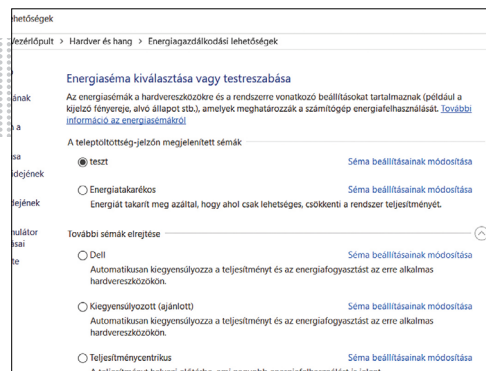 hetőségek
Vezérlőpult > Hardver és hang > Energiagazdálkodási lehetőségek
Energiaséma kiválasztása vagy testreszabása
ának
Az energiasémák a hardvereszközökre és a rendszerre vonatkozó beállításokat tartalmaznak (például a
kijelző fényereje, alvó állapot stb.), amelyek meghatározzák a számítógép energiafelhasználását. További
információ az energiasémákról
a
A teleptöltöttség-jelzőn megjelenített sémák
sa
teszt Séma beállításainak módosítása
idejének
Energiatakarékos Séma beállításainak módosítása
dejének
Energiát takarít meg azáltal, hogy ahol csak lehetséges, csökkenti a rendszer teljesítményét.
mulátor
További sémák elrejtése
ásai
te
Dell Séma beállításainak módosítása
Automatikusan kiegyensúlyozza a teljesítményt és az energiafogyasztást az erre alkalmas
hardvereszközökön.
Kiegyensúlyozott (ajánlott) Séma beállításainak módosítása
Automatikusan kiegyensúlyozza a teljesítményt és az energiafogyasztást az erre alkalmas
hardvereszközökön.
Teljesítménycentrikus Séma beállításainak módosítása